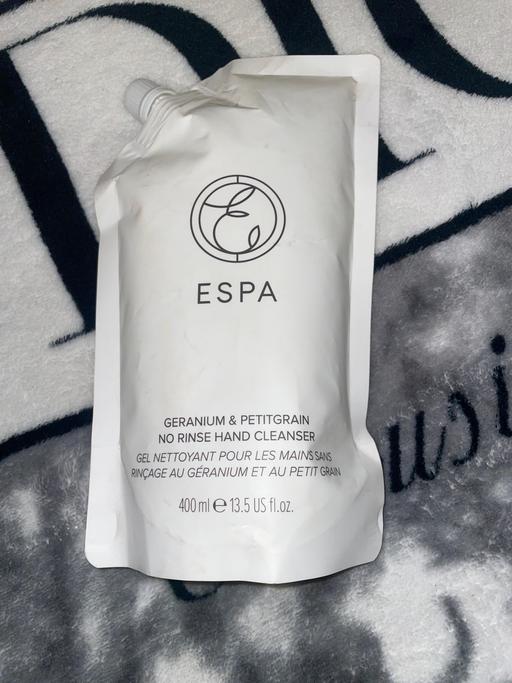 ESPA
GERANIUM & PETITGRAIN
NO RINSE HAND CLEANSER
GEL NETTOYANT POUR LES MAINS SANS
RINÇAGE AU GÉRANIUM ET AU PETIT GRAIN
400 ml ℮ 13.5 US fl.oz.
usi